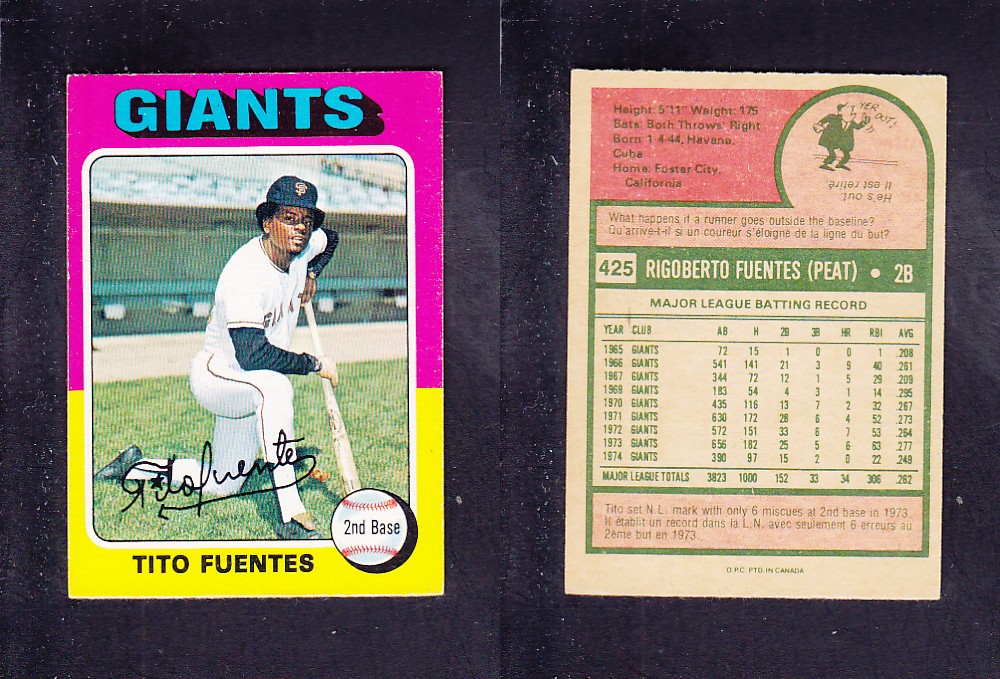 GIANTS
SF
GIANTS
Tito Fuentes
2nd Base
TITO FUENTES
Height: 5'11" Weight: 175
Bats: Both Throws: Right
Born: 1-4-44, Havana,
Cuba
Home: Foster City,
California
YER OUT!
He's out.
Il est retiré.
What happens if a runner goes outside the baseline?
Qu'arrive-t-il si un coureur s'éloigne de la ligne du but?
425 RIGOBERTO FUENTES (PEAT) • 2B
MAJOR LEAGUE BATTING RECORD
YEAR CLUB AB H 2B 3B HR RBI AVG
1965 GIANTS 72 15 1 0 0 1 .208
1966 GIANTS 541 141 21 3 9 40 .261
1967 GIANTS 344 72 12 1 5 29 .209
1968 GIANTS 183 54 4 3 1 14 .295
1970 GIANTS 435 116 13 7 2 32 .267
1971 GIANTS 630 172 28 6 4 52 .273
1972 GIANTS 572 151 33 6 7 53 .264
1973 GIANTS 656 182 25 5 6 63 .277
1974 GIANTS 390 97 15 2 0 22 .249
MAJOR LEAGUE TOTALS 3823 1000 152 33 34 306 .262
Tito set N.L. mark with only 6 miscues at 2nd base in 1973.
Il établit un record dans la L.N. avec seulement 6 erreurs au
2ème but en 1973.
O.P.C. PTD. IN CANADA